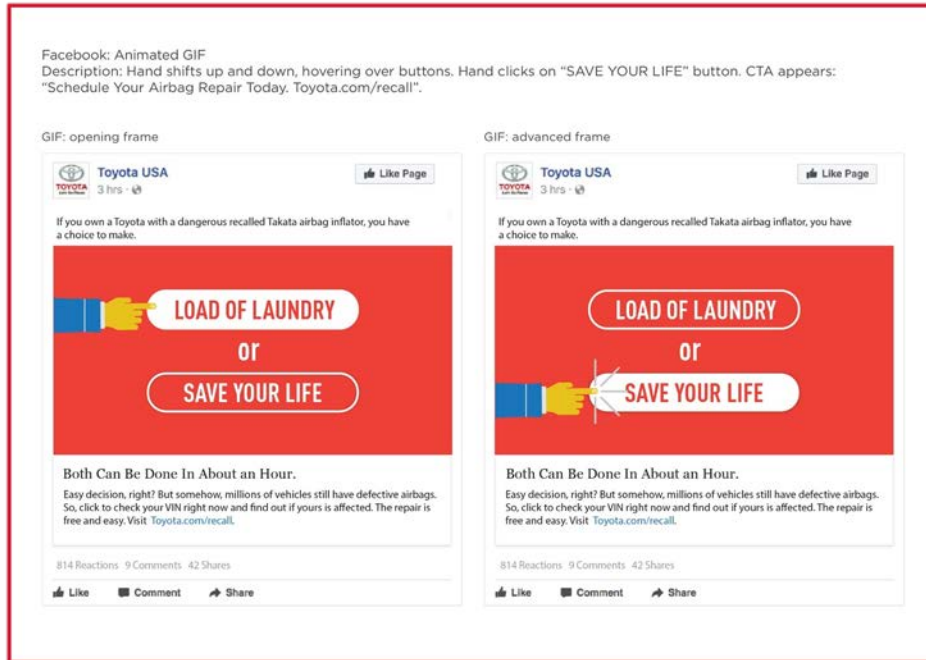 Facebook: Animated GIF
Description: Hand shifts up and down, hovering over buttons. Hand clicks on “SAVE YOUR LIFE” button. CTA appears:
“Schedule Your Airbag Repair Today. Toyota.com/recall”.
GIF: opening frame
TOYOTA
Toyota USA
3 hrs ·
Like Page
If you own a Toyota with a dangerous recalled Takata airbag inflator, you have
a choice to make.
LOAD OF LAUNDRY
or
SAVE YOUR LIFE
Both Can Be Done In About an Hour.
Easy decision, right? But somehow, millions of vehicles still have defective airbags.
So, click to check your VIN right now and find out if yours is affected. The repair is
free and easy. Visit Toyota.com/recall.
814 Reactions 9 Comments 42 Shares
Like Comment Share
GIF: advanced frame
TOYOTA
Toyota USA
3 hrs ·
Like Page
If you own a Toyota with a dangerous recalled Takata airbag inflator, you have
a choice to make.
LOAD OF LAUNDRY
or
SAVE YOUR LIFE
Both Can Be Done In About an Hour.
Easy decision, right? But somehow, millions of vehicles still have defective airbags.
So, click to check your VIN right now and find out if yours is affected. The repair is
free and easy. Visit Toyota.com/recall.
814 Reactions 9 Comments 42 Shares
Like Comment Share